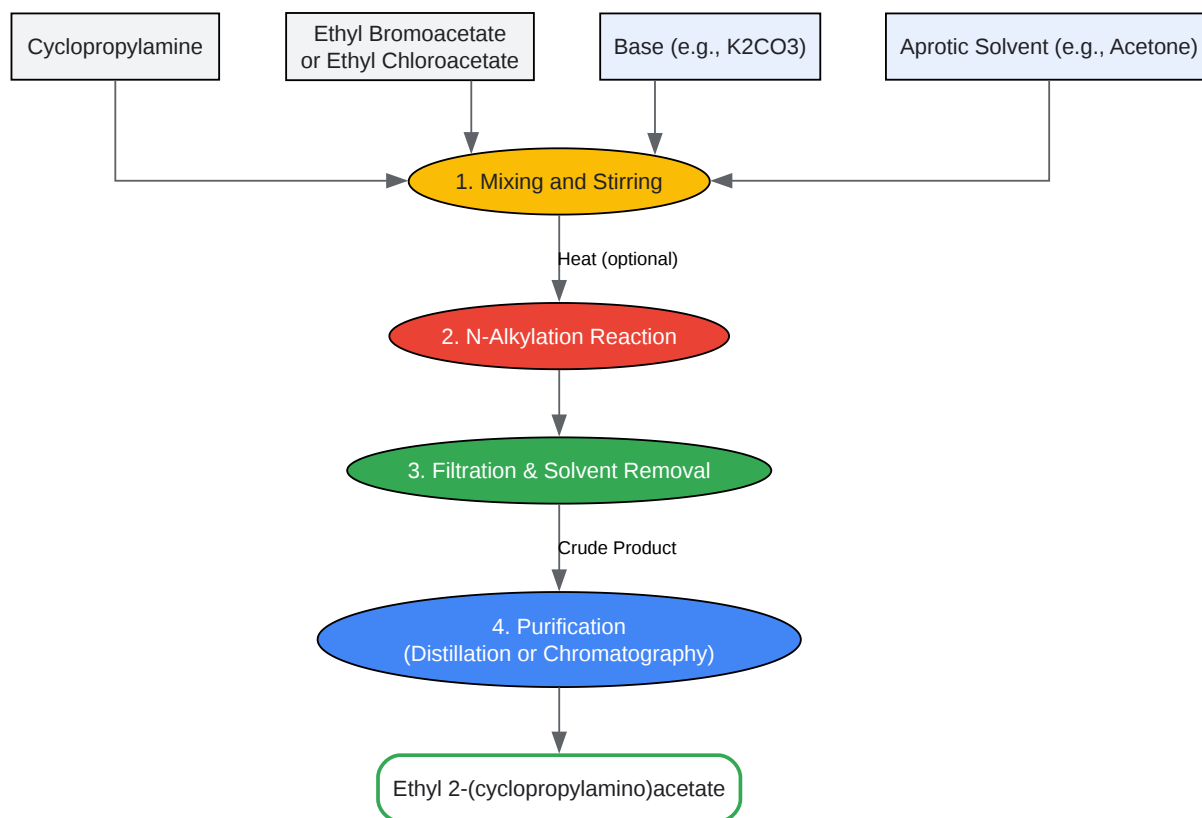 Cyclopropylamine
Ethyl Bromoacetate
or Ethyl Chloroacetate
Base (e.g., K2CO3)
Aprotic Solvent (e.g., Acetone)
1. Mixing and Stirring
Heat (optional)
2. N-Alkylation Reaction
3. Filtration & Solvent Removal
Crude Product
4. Purification
(Distillation or Chromatography)
Ethyl 2-(cyclopropylamino)acetate